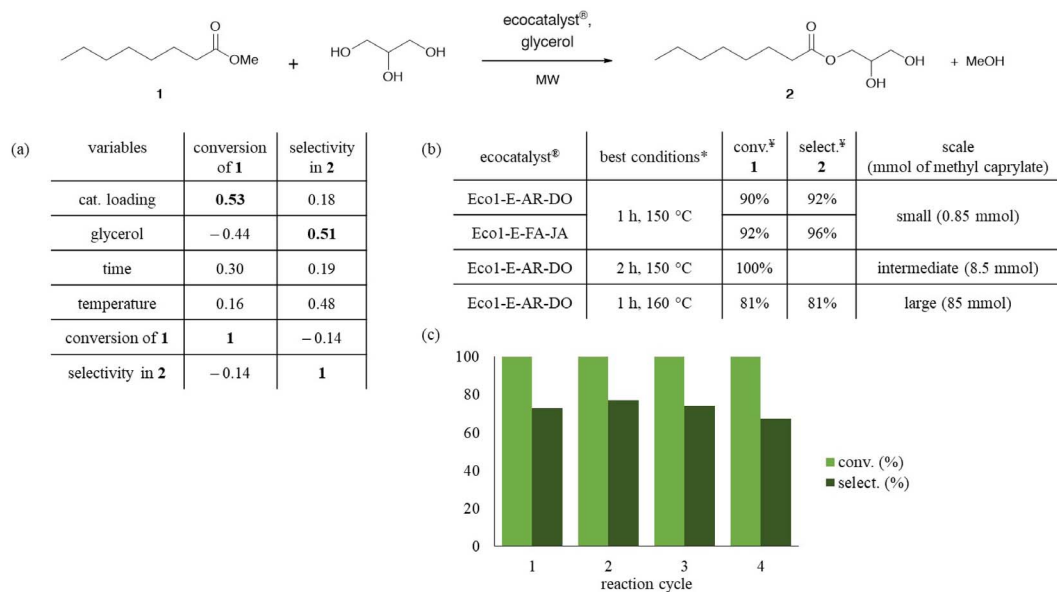 ecocatalyst®,
glycerol
MW
O
OMe
1
+
HO
OH
OH
O
O
OH
OH
2
+ MeOH
(a)
variables conversion of 1 selectivity in 2
cat. loading 0.53 0.18
glycerol − 0.44 0.51
time 0.30 0.19
temperature 0.16 0.48
conversion of 1 1 − 0.14
selectivity in 2 − 0.14 1
(b)
ecocatalyst® best conditions* conv.¥ 1 select.¥ 2 scale (mmol of methyl caprylate)
Eco1-E-AR-DO 1 h, 150 °C 90% 92% small (0.85 mmol)
Eco1-E-FA-JA 92% 96%
Eco1-E-AR-DO 2 h, 150 °C 100% intermediate (8.5 mmol)
Eco1-E-AR-DO 1 h, 160 °C 81% 81% large (85 mmol)
(c)
100
80
60
40
20
0
1 2 3 4
reaction cycle
conv. (%)
select. (%)